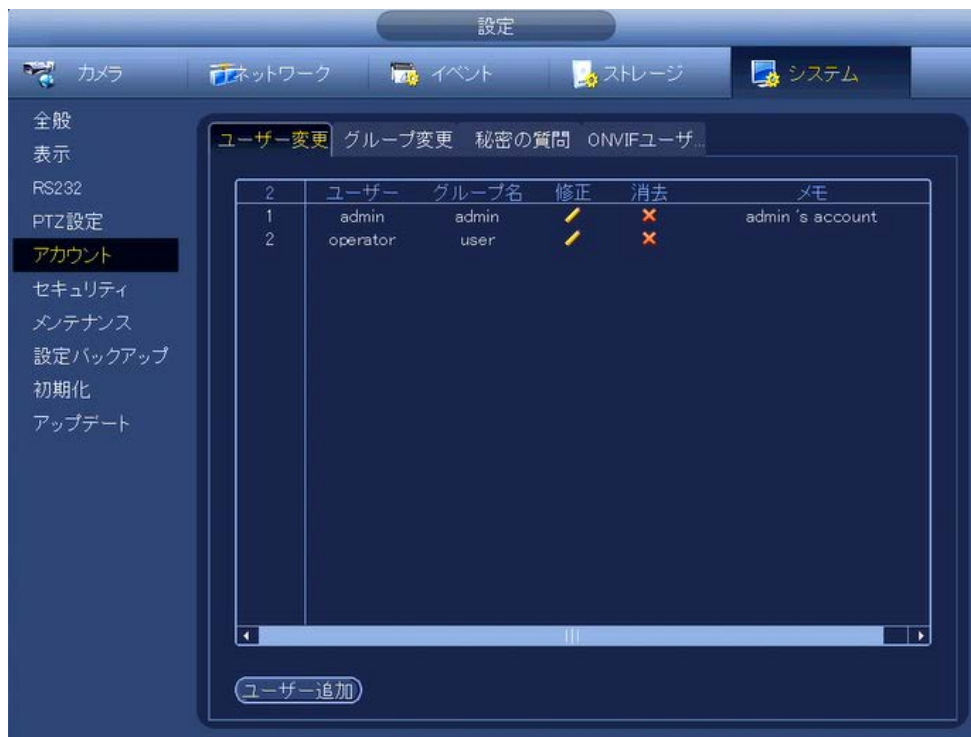 設定
カメラ ネットワーク イベント ストレージ システム
全般
表示
RS232
PTZ設定
アカウント
セキュリティ
メンテナンス
設定バックアップ
初期化
アップデート
ユーザー変更 グループ変更 秘密の質問 ONVIFユーザ...
2 ユーザー グループ名 修正 消去 メモ
1 admin admin admin 's account
2 operator user
ユーザー追加